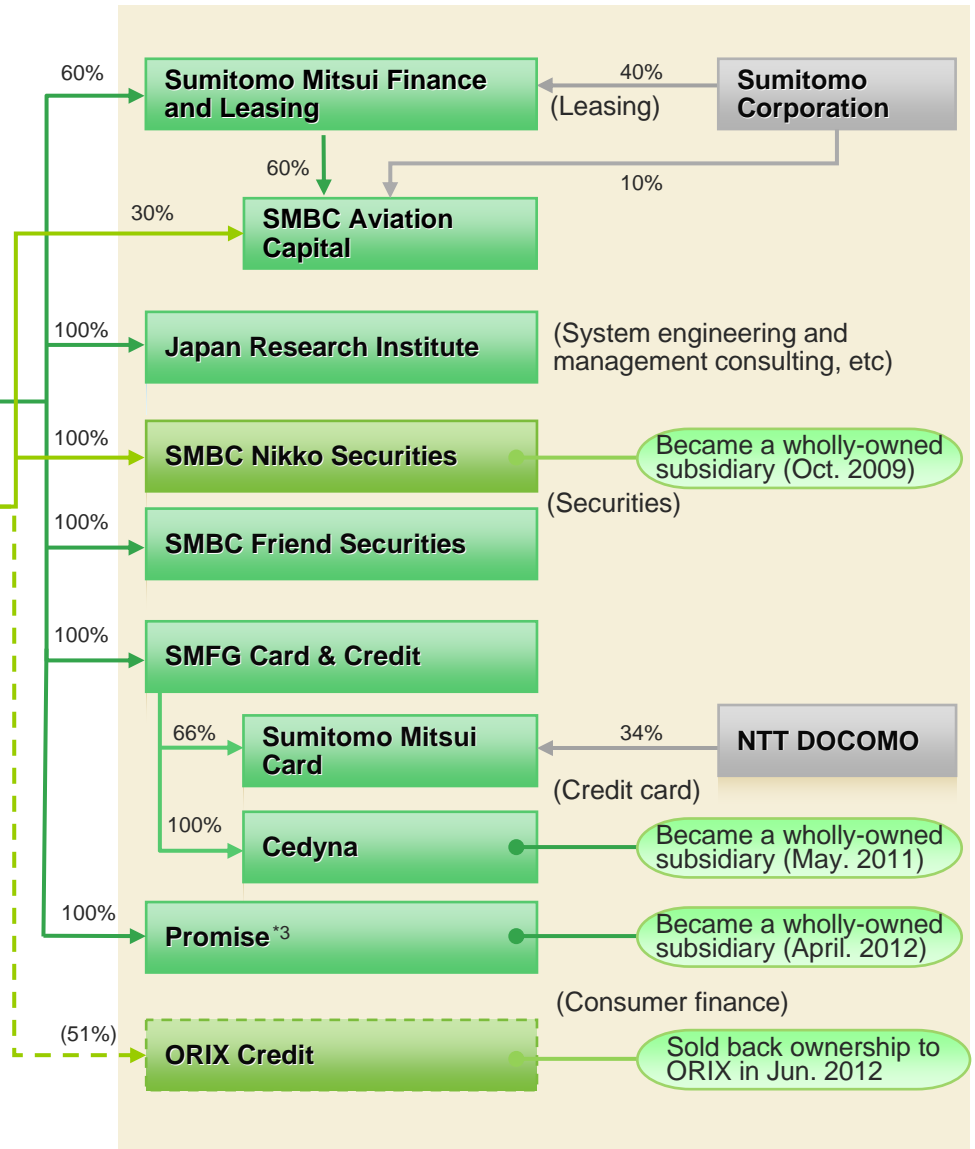 60%
Sumitomo Mitsui Finance
and Leasing
40%
(Leasing)
Sumitomo
Corporation
60%
10%
30%
SMBC Aviation
Capital
100%
Japan Research Institute
(System engineering and
management consulting, etc)
100%
SMBC Nikko Securities
Became a wholly-owned
subsidiary (Oct. 2009)
(Securities)
100%
SMBC Friend Securities
100%
SMFG Card & Credit
66%
Sumitomo Mitsui
Card
34%
NTT DOCOMO
(Credit card)
100%
Cedyna
Became a wholly-owned
subsidiary (May. 2011)
100%
Promise*3
Became a wholly-owned
subsidiary (April. 2012)
(Consumer finance)
(51%)
ORIX Credit
Sold back ownership to
ORIX in Jun. 2012